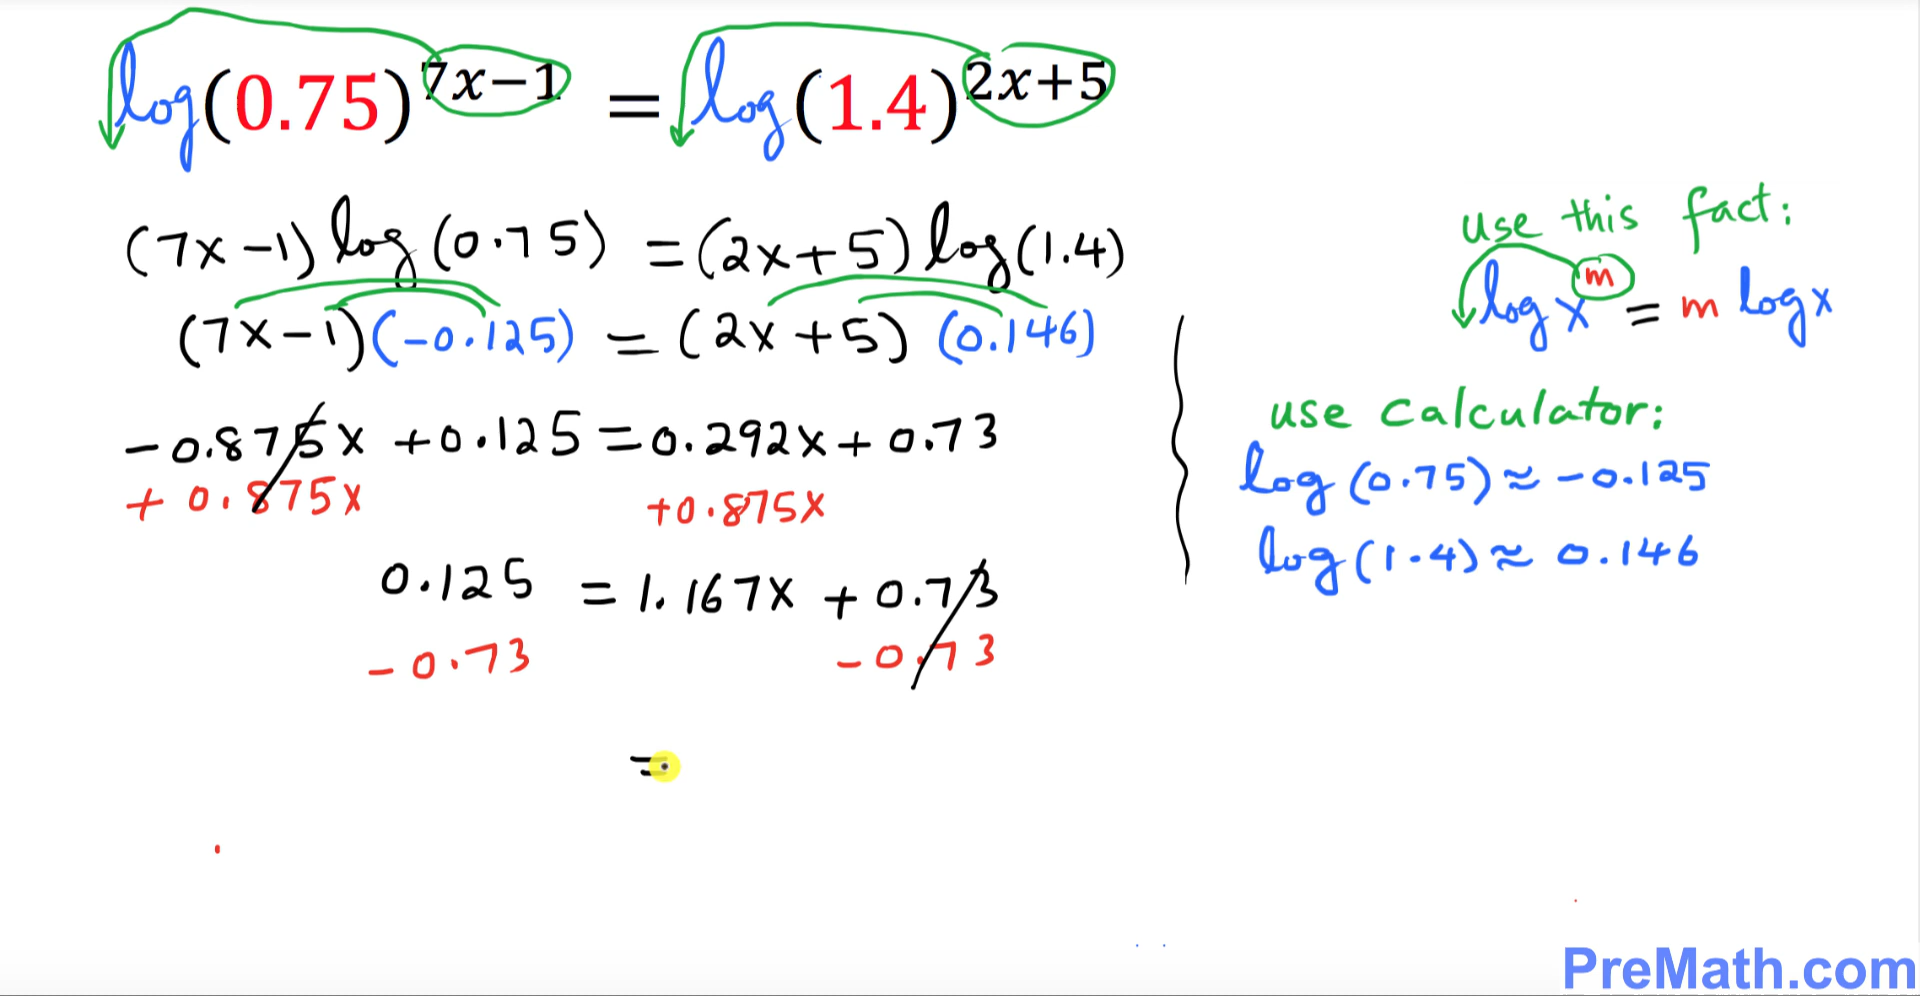 log(0.75)^7x−1 = log(1.4)^2x+5
(7x−1) log(0.75) = (2x+5) log(1.4)
(7x−1)(−0.125) = (2x+5)(0.146)
−0.875x +0.125 = 0.292x + 0.73
+ 0.875x +0.875x
0.125 = 1.167x + 0.73
−0.73 −0.73
=
use this fact:
log x^m = m log x
use calculator:
log(0.75) ≈ −0.125
log(1.4) ≈ 0.146
PreMath.com